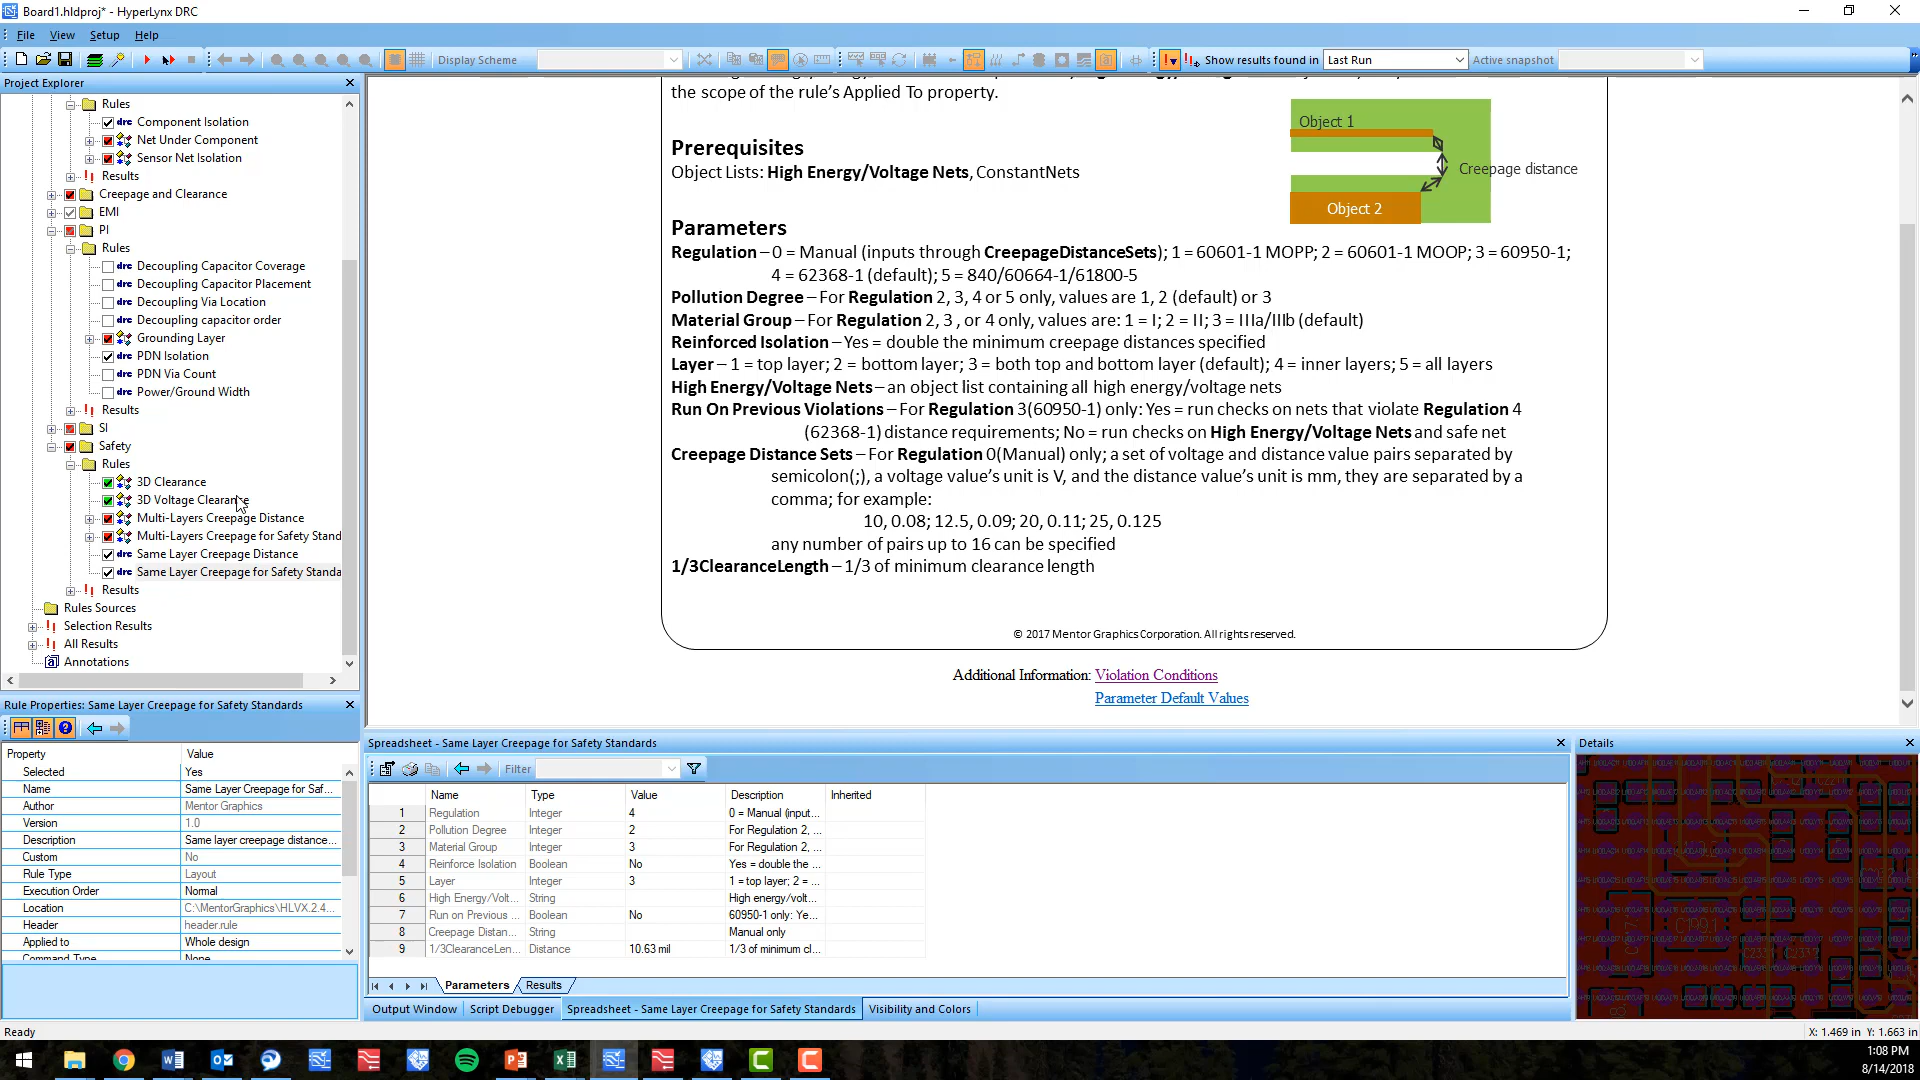 Board1.hldproj* - HyperLynx DRC
File View Setup Help
Display Scheme
Show results found in Last Run Active snapshot
Project Explorer
Rules
Component Isolation
Net Under Component
Sensor Net Isolation
Results
Creepage and Clearance
EMI
PI
Rules
Decoupling Capacitor Coverage
Decoupling Capacitor Placement
Decoupling Via Location
Decoupling capacitor order
Grounding Layer
PDN Isolation
PDN Via Count
Power/Ground Width
Results
SI
Safety
Rules
3D Clearance
3D Voltage Clearance
Multi-Layers Creepage Distance
Multi-Layers Creepage for Safety Stand
Same Layer Creepage Distance
Same Layer Creepage for Safety Standa
Results
Rules Sources
Selection Results
All Results
Annotations
the scope of the rule's Applied To property.
Object 1
Creepage distance
Object 2
Prerequisites
Object Lists: High Energy/Voltage Nets, ConstantNets
Parameters
Regulation – 0 = Manual (inputs through CreepageDistanceSets); 1 = 60601-1 MOPP; 2 = 60601-1 MOOP; 3 = 60950-1;
4 = 62368-1 (default); 5 = 840/60664-1/61800-5
Pollution Degree – For Regulation 2, 3, 4 or 5 only, values are 1, 2 (default) or 3
Material Group – For Regulation 2, 3 , or 4 only, values are: 1 = I; 2 = II; 3 = IIIa/IIIb (default)
Reinforced Isolation – Yes = double the minimum creepage distances specified
Layer – 1 = top layer; 2 = bottom layer; 3 = both top and bottom layer (default); 4 = inner layers; 5 = all layers
High Energy/Voltage Nets – an object list containing all high energy/voltage nets
Run On Previous Violations – For Regulation 3(60950-1) only: Yes = run checks on nets that violate Regulation 4
(62368-1) distance requirements; No = run checks on High Energy/Voltage Nets and safe net
Creepage Distance Sets – For Regulation 0(Manual) only; a set of voltage and distance value pairs separated by
semicolon(;), a voltage value's unit is V, and the distance value's unit is mm, they are separated by a
comma; for example:
10, 0.08; 12.5, 0.09; 20, 0.11; 25, 0.125
any number of pairs up to 16 can be specified
1/3ClearanceLength – 1/3 of minimum clearance length
© 2017 Mentor Graphics Corporation. All rights reserved.
Additional Information: Violation Conditions
Parameter Default Values
Rule Properties: Same Layer Creepage for Safety Standards
Property Value
Selected Yes
Name Same Layer Creepage for Saf...
Author Mentor Graphics
Version 1.0
Description Same layer creepage distance...
Custom No
Rule Type Layout
Execution Order Normal
Location C:\MentorGraphics\HLVX.2.4...
Header header.rule
Applied to Whole design
Command Type None
Spreadsheet - Same Layer Creepage for Safety Standards
Filter
Name Type Value Description Inherited
1 Regulation Integer 4 0 = Manual (input...
2 Pollution Degree Integer 2 For Regulation 2, ...
3 Material Group Integer 3 For Regulation 2, ...
4 Reinforce Isolation Boolean No Yes = double the ...
5 Layer Integer 3 1 = top layer; 2 = ...
6 High Energy/Volt... String High energy/volt...
7 Run on Previous ... Boolean No 60950-1 only: Ye...
8 Creepage Distan... String Manual only
9 1/3ClearanceLen... Distance 10.63 mil 1/3 of minimum cl...
Parameters Results
Output Window Script Debugger Spreadsheet - Same Layer Creepage for Safety Standards Visibility and Colors
Details
Ready
X: 1.469 in Y: 1.663 in
1:08 PM
8/14/2018